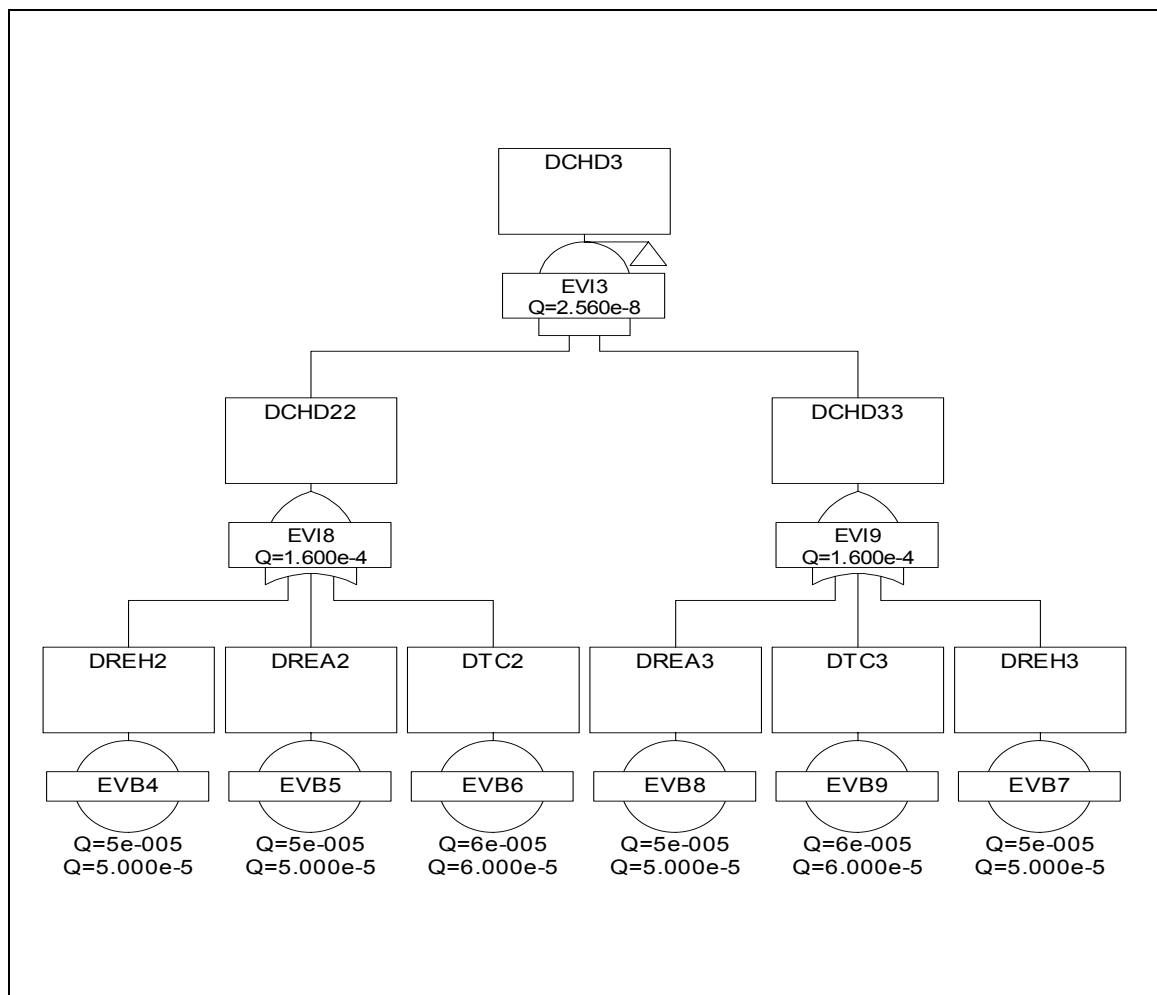 DCHD3
EVI3
Q=2.560e-8
DCHD22
DCHD33
EVI8
Q=1.600e-4
EVI9
Q=1.600e-4
DREH2
DREA2
DTC2
DREA3
DTC3
DREH3
EVB4
EVB5
EVB6
EVB8
EVB9
EVB7
Q=5e-005
Q=5.000e-5
Q=5e-005
Q=5.000e-5
Q=6e-005
Q=6.000e-5
Q=5e-005
Q=5.000e-5
Q=6e-005
Q=6.000e-5
Q=5e-005
Q=5.000e-5